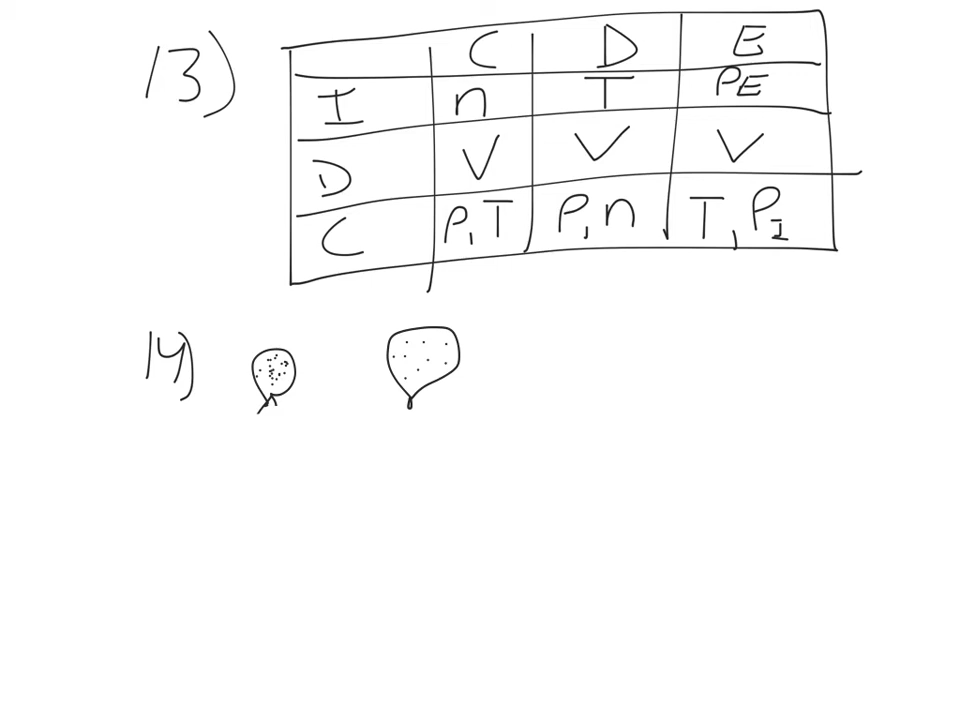 13)
C D E
I n T PE
D V V V
C P,T P,n T,PI
14)